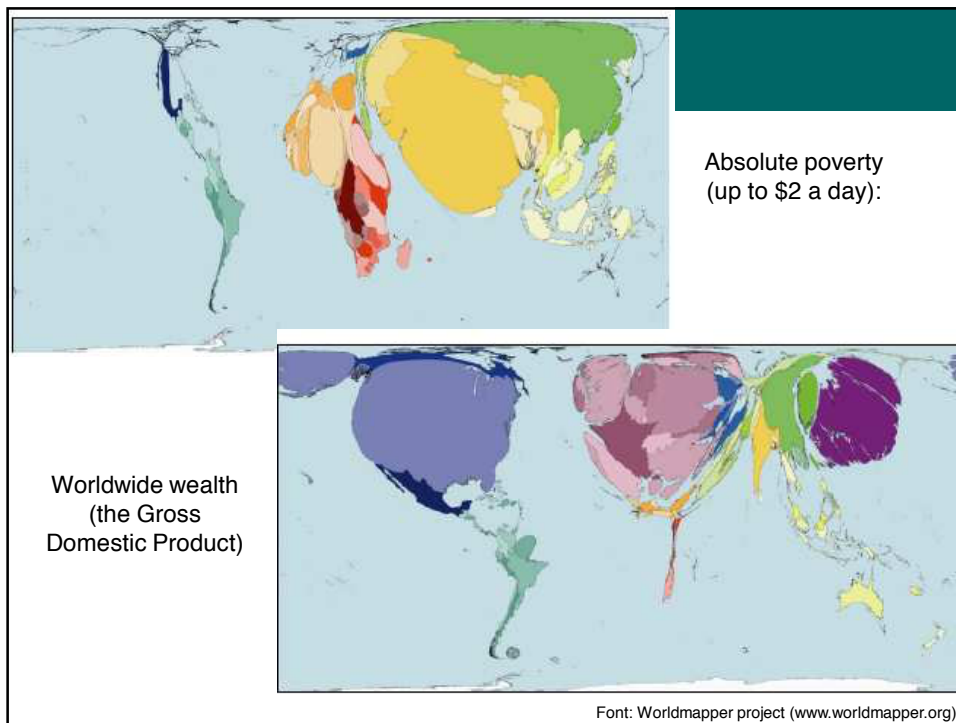 Absolute poverty
(up to $2 a day):
Worldwide wealth
(the Gross
Domestic Product)
Font: Worldmapper project (www.worldmapper.org)